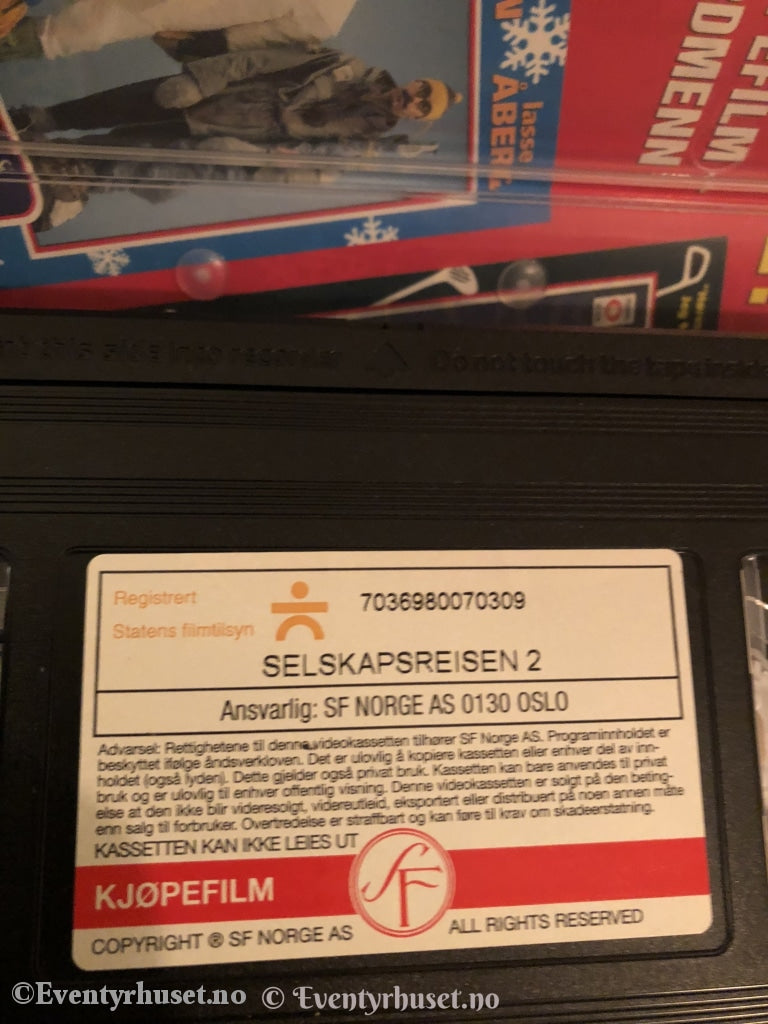 lasse
ÅBERG
EFILM
RDMENN
Do not touch the tape inside
Registrert
Statens filmtilsyn
7036980070309
SELSKAPSREISEN 2
Ansvarlig: SF NORGE AS 0130 OSLO
Advarsel: Rettighetene til denne videokassetten tilhører SF Norge AS. Programinnholdet er
beskyttet ifølge åndsverkloven. Det er ulovlig å kopiere kassetten eller enhver del av inn-
holdet (også lyden). Dette gjelder også privat bruk. Kassetten kan bare anvendes til privat
bruk og er ulovlig til enhver offentlig visning. Denne videokassetten er solgt på den beting-
else at den ikke blir videresolgt, videreutleid, eksportert eller distribuert på noen annen måte
enn salg til forbruker. Overtredelse er straffbart og kan føre til krav om skadeerstatning.
KASSETTEN KAN IKKE LEIES UT
SF
KJØPEFILM
COPYRIGHT ® SF NORGE AS
ALL RIGHTS RESERVED
©Eventyrhuset.no © Eventyrhuset.no